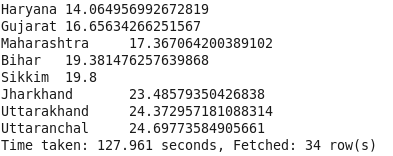 Haryana 14.064956992672819
Gujarat 16.65634266251567
Maharashtra 17.367064200389102
Bihar 19.381476257639868
Sikkim 19.8
Jharkhand 23.48579350426838
Uttarakhand 24.372957181088314
Uttaranchal 24.69773584905661
Time taken: 127.961 seconds, Fetched: 34 row(s)